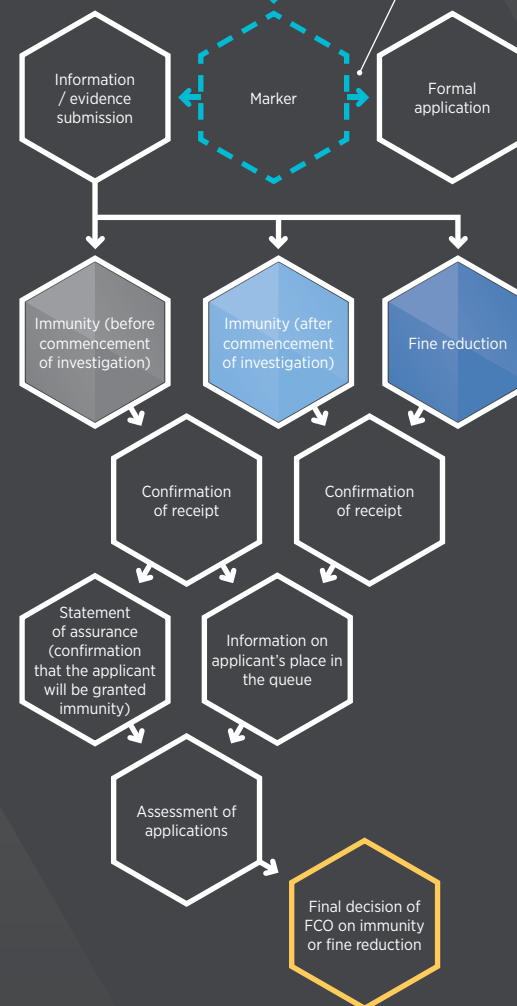 Information
/ evidence
submission
Marker
Formal
application
Immunity (before
commencement
of investigation)
Immunity (after
commencement
of investigation)
Fine reduction
Confirmation
of receipt
Confirmation
of receipt
Statement
of assurance
(confirmation
that the applicant
will be granted
immunity)
Information on
applicant's place in
the queue
Assessment of
applications
Final decision of
FCO on immunity
or fine reduction